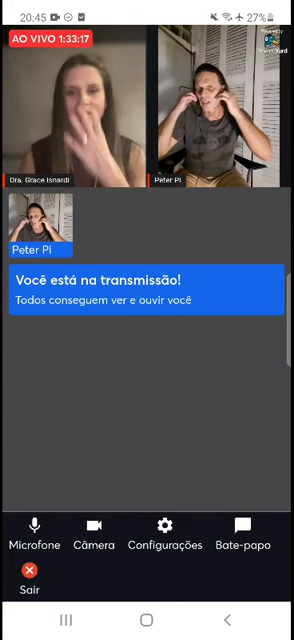 20:45
27%
AO VIVO 1:33:17
Dra. Grace Isnardi
Peter Pi
Peter Pi
Você está na transmissão!
Todos conseguem ver e ouvir você
Microfone
Câmera
Configurações
Bate-papo
Sair